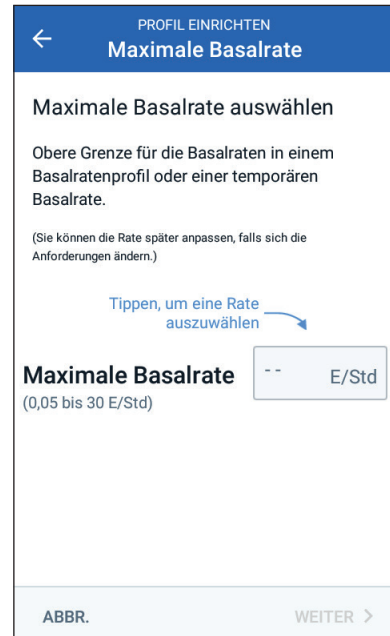 PROFIL EINRICHTEN
Maximale Basalrate
Maximale Basalrate auswählen
Obere Grenze für die Basalraten in einem
Basalratenprofil oder einer temporären
Basalrate.
(Sie können die Rate später anpassen, falls sich die
Anforderungen ändern.)
Tippen, um eine Rate
auszuwählen
Maximale Basalrate
-- E/Std
(0,05 bis 30 E/Std)
ABBR.
WEITER >